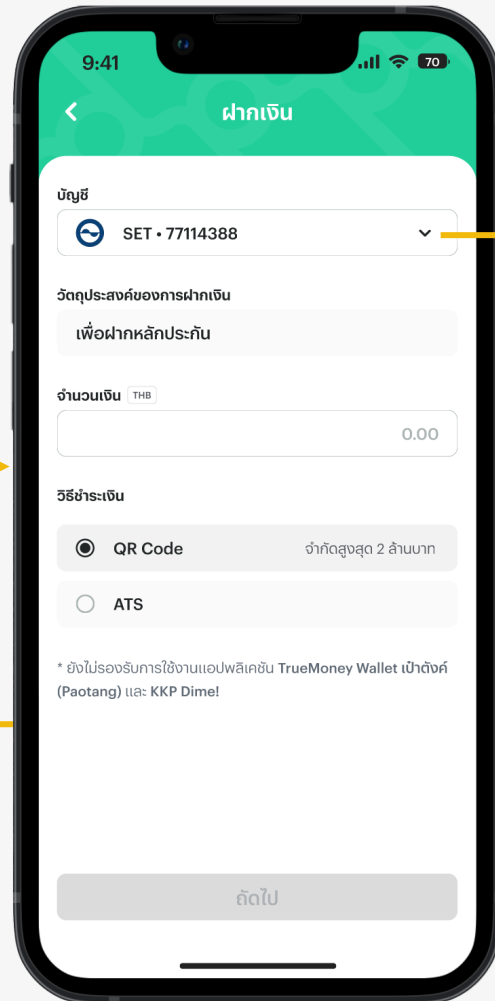 9:41
70
ฝากเงิน
บัญชี
SET • 77114388
วัตถุประสงค์ของการฝากเงิน
เพื่อฝากหลักประกัน
จำนวนเงิน THB
0.00
วิธีชำระเงิน
QR Code จำกัดสูงสุด 2 ล้านบาท
ATS
* ยังไม่รองรับการใช้งานแอปพลิเคชัน TrueMoney Wallet เป๋าตังค์
(Paotang) และ KKP Dime!
ถัดไป